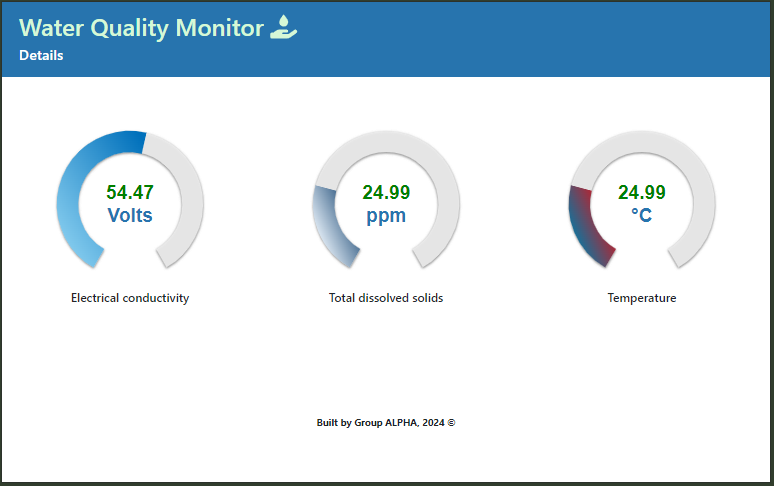 Water Quality Monitor
Details
54.47
Volts
24.99
ppm
24.99
°C
Electrical conductivity
Total dissolved solids
Temperature
Built by Group ALPHA, 2024 ©